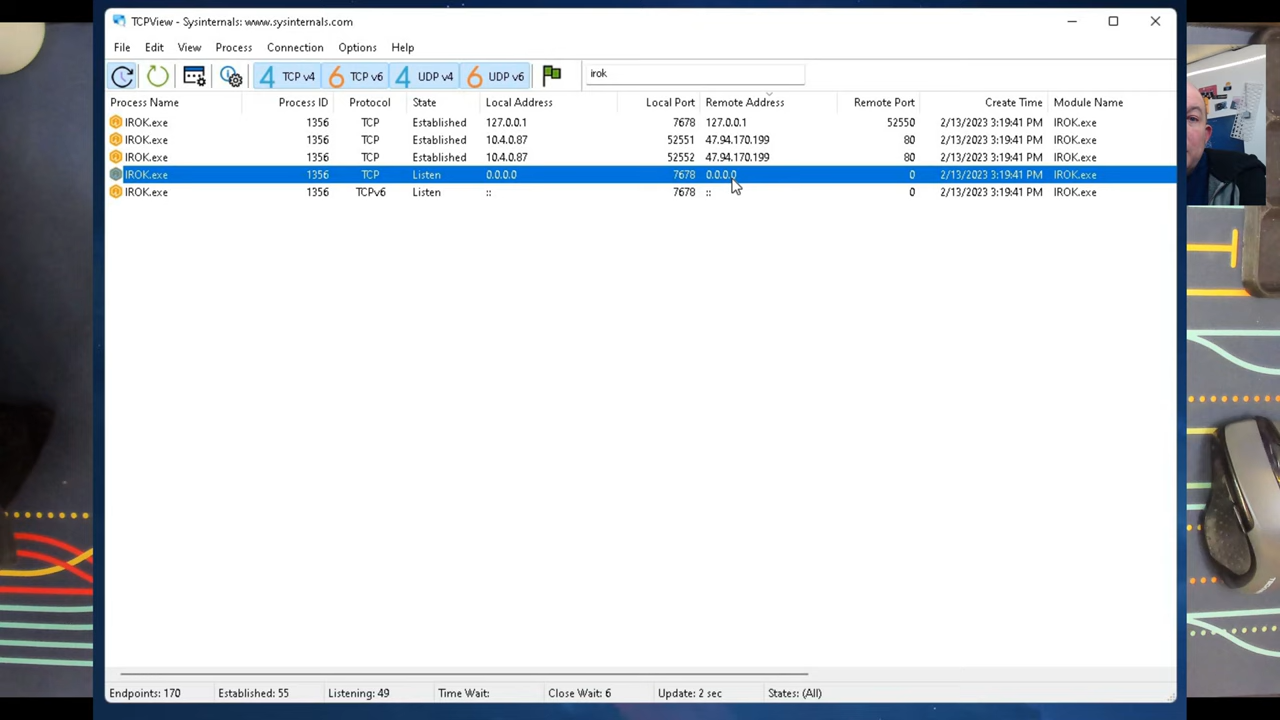 TCPView - Sysinternals: www.sysinternals.com
File Edit View Process Connection Options Help
4 TCP v4 6 TCP v6 4 UDP v4 6 UDP v6 irok
Process Name Process ID Protocol State Local Address Local Port Remote Address Remote Port Create Time Module Name
IROK.exe 1356 TCP Established 127.0.0.1 7678 127.0.0.1 52550 2/13/2023 3:19:41 PM IROK.exe
IROK.exe 1356 TCP Established 10.4.0.87 52551 47.94.170.199 80 2/13/2023 3:19:41 PM IROK.exe
IROK.exe 1356 TCP Established 10.4.0.87 52552 47.94.170.199 80 2/13/2023 3:19:41 PM IROK.exe
IROK.exe 1356 TCP Listen 0.0.0.0 7678 0.0.0.0 0 2/13/2023 3:19:41 PM IROK.exe
IROK.exe 1356 TCPv6 Listen :: 7678 :: 0 2/13/2023 3:19:41 PM IROK.exe
Endpoints: 170 Established: 55 Listening: 49 Time Wait: Close Wait: 6 Update: 2 sec States: (All)